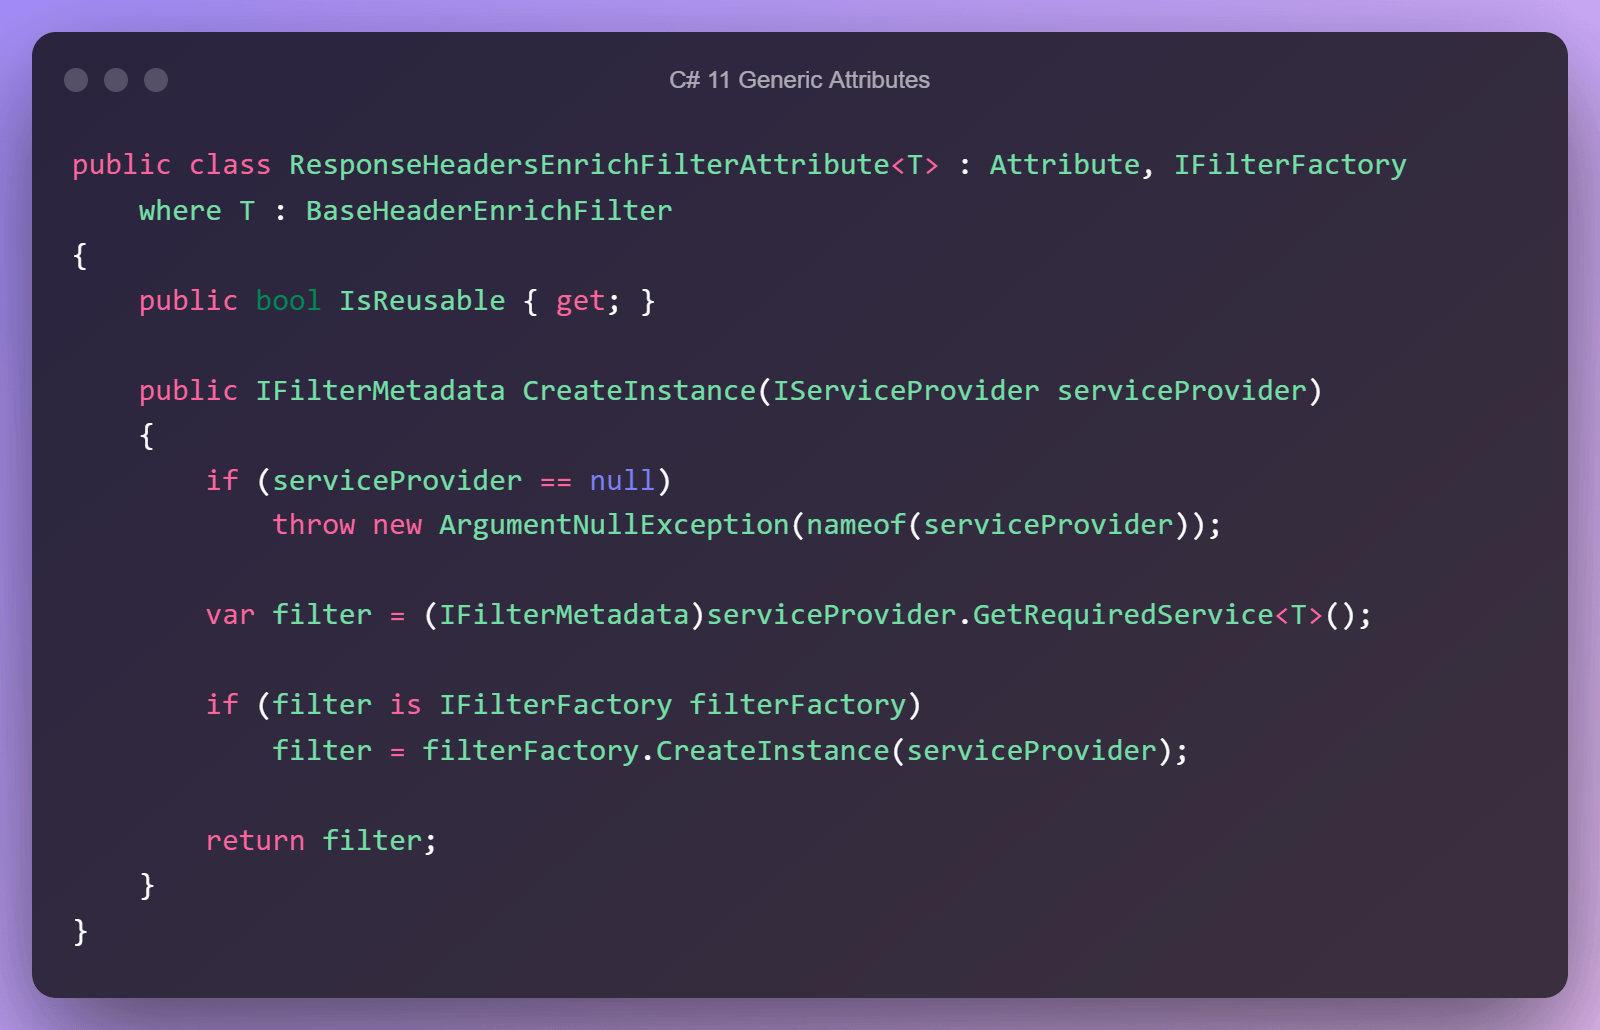 C# 11 Generic Attributes
public class ResponseHeadersEnrichFilterAttribute<T> : Attribute, IFilterFactory
    where T : BaseHeaderEnrichFilter
{
    public bool IsReusable { get; }
    public IFilterMetadata CreateInstance(IServiceProvider serviceProvider)
    {
        if (serviceProvider == null)
            throw new ArgumentNullException(nameof(serviceProvider));
        var filter = (IFilterMetadata)serviceProvider.GetRequiredService<T>();
        if (filter is IFilterFactory filterFactory)
            filter = filterFactory.CreateInstance(serviceProvider);
        return filter;
    }
}